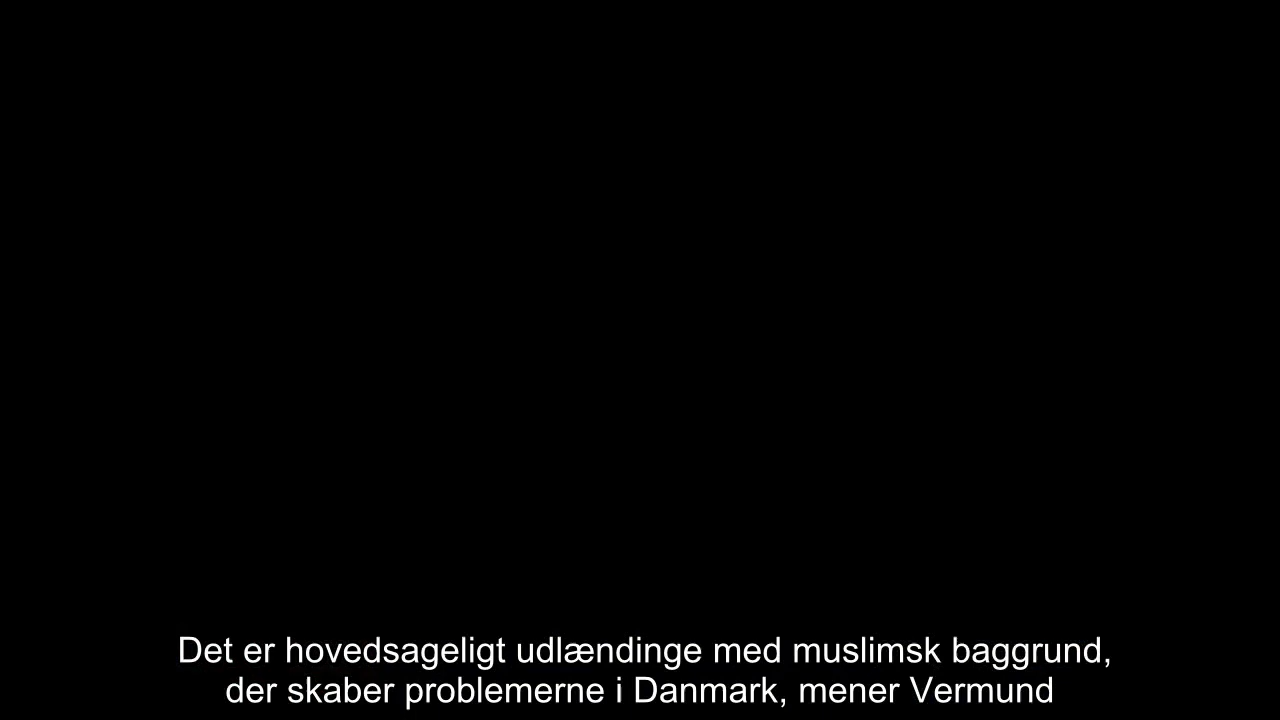 Det er hovedsageligt udlændinge med muslimsk baggrund,
der skaber problemerne i Danmark, mener Vermund